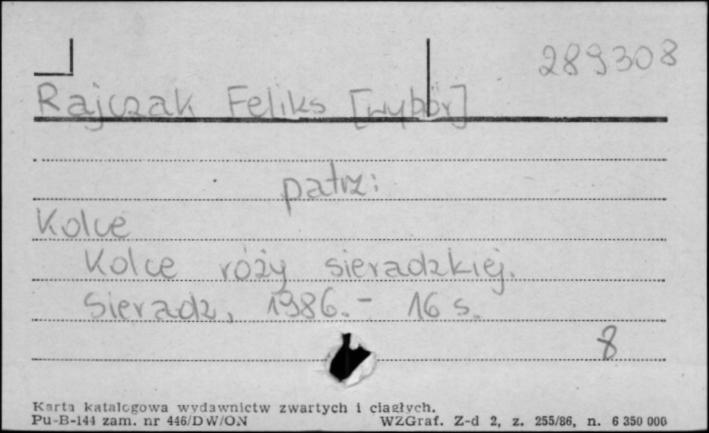 289308
Rajczak Feliks [wybór]
patrz:
Kolce
Kolce róży sieradzkiej.
Sieradz, 1986. - 16 s.
8
Karta katalogowa wydawnictw zwartych i ciągłych.
Pu-B-144 zam. nr 446/DW/ON WZGraf. Z-d 2, z. 255/86, n. 6 350 000